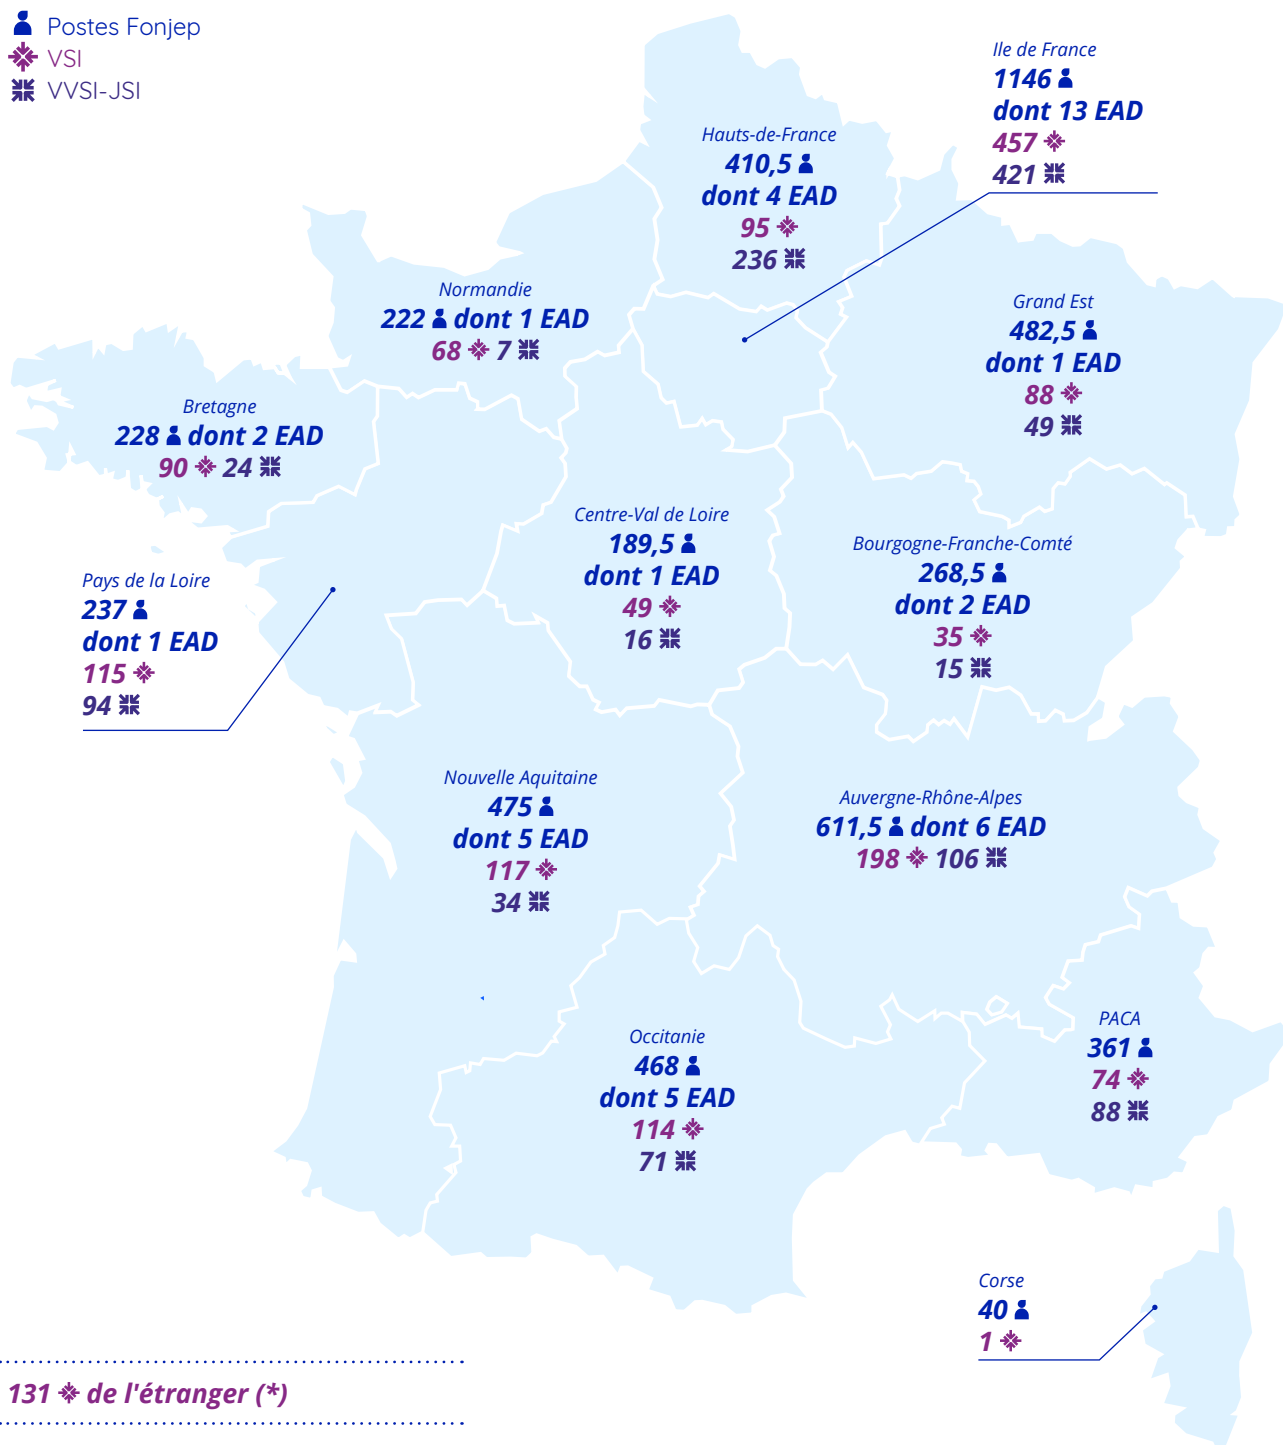 Postes Fonjep
VSI
VVSI-JSI
Ile de France
1146
dont 13 EAD
457
421
Hauts-de-France
410,5
dont 4 EAD
95
236
Normandie
222 dont 1 EAD
68 7
Grand Est
482,5
dont 1 EAD
88
49
Bretagne
228 dont 2 EAD
90 24
Centre-Val de Loire
189,5
dont 1 EAD
49
16
Bourgogne-Franche-Comté
268,5
dont 2 EAD
35
15
Pays de la Loire
237
dont 1 EAD
115
94
Nouvelle Aquitaine
475
dont 5 EAD
117
34
Auvergne-Rhône-Alpes
611,5 dont 6 EAD
198 106
Occitanie
468
dont 5 EAD
114
71
PACA
361
74
88
Corse
40
1
131 de l'étranger (*)